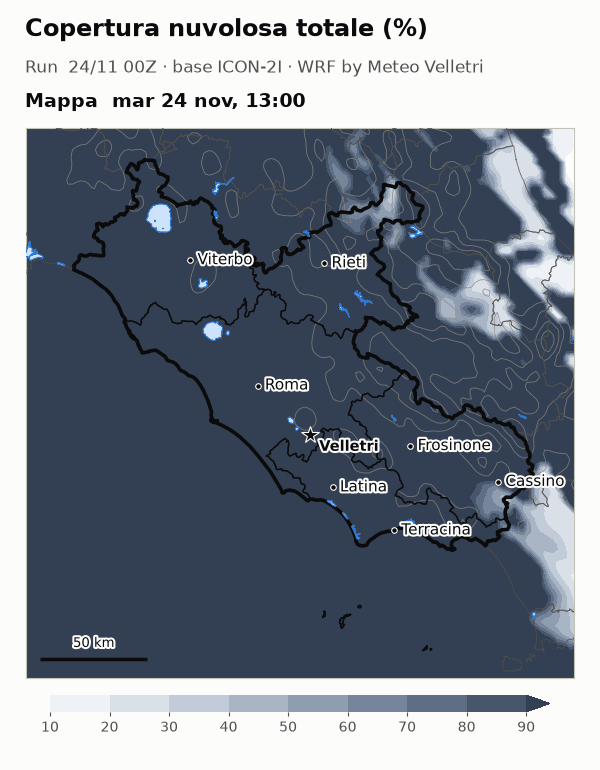 Copertura nuvolosa totale (%)
Run  24/11 00Z · base ICON-2I · WRF by Meteo Velletri
Mappa  mar 24 nov, 13:00
Viterbo
Rieti
Roma
Velletri
Frosinone
Cassino
Latina
Terracina
50 km
10 20 30 40 50 60 70 80 90